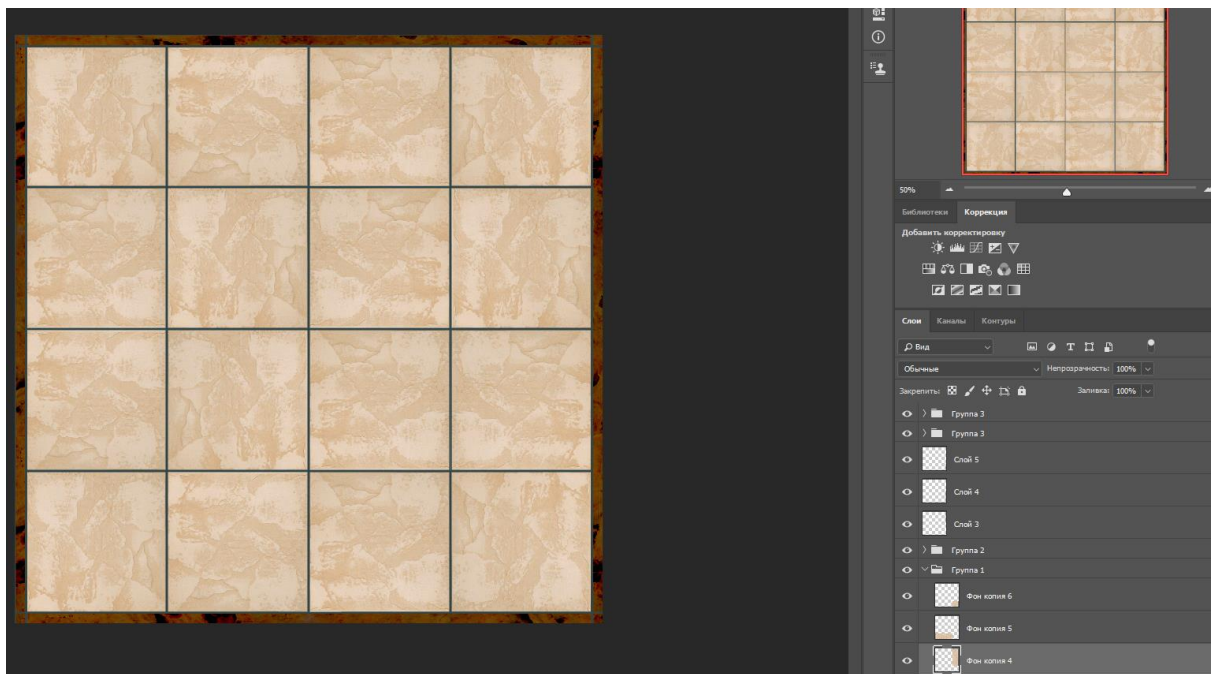 50%
Библиотеки Коррекция
Добавить корректировку
Слои Каналы Контуры
Вид
Обычные Непрозрачность: 100%
Закрепить: Заливка: 100%
Группа 3
Группа 3
Слой 5
Слой 4
Слой 3
Группа 2
Группа 1
Фон копия 6
Фон копия 5
Фон копия 4